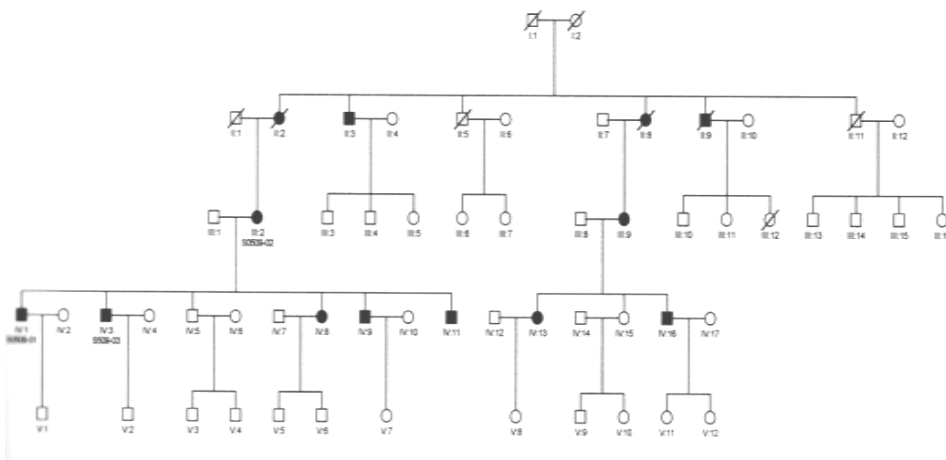 I:1 I:2
II:1 II:2 II:3 II:4 II:5 II:6 II:7 II:8 II:9 II:10 II:11 II:12
III:1 III:2 III:3 III:4 III:5 III:6 III:7 III:8 III:9 III:10 III:11 III:12 III:13 III:14 III:15
S0509-02
IV:1 IV:2 IV:3 IV:4 IV:5 IV:6 IV:7 IV:8 IV:9 IV:10 IV:11 IV:12 IV:13 IV:14 IV:15 IV:16 IV:17
S0509-01 S509-03
V:1 V:2 V:3 V:4 V:5 V:6 V:7 V:8 V:9 V:10 V:11 V:12